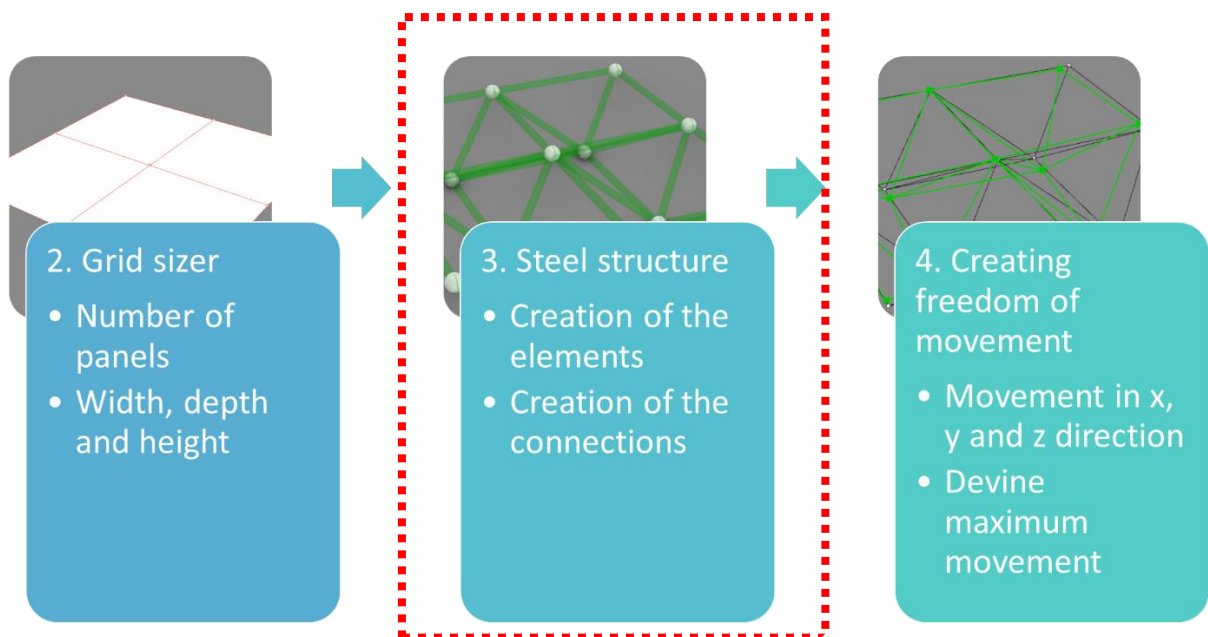 2. Grid sizer
• Number of
panels
• Width, depth
and height
3. Steel structure
• Creation of the
elements
• Creation of the
connections
4. Creating
freedom of
movement
• Movement in x,
y and z direction
• Devine
maximum
movement